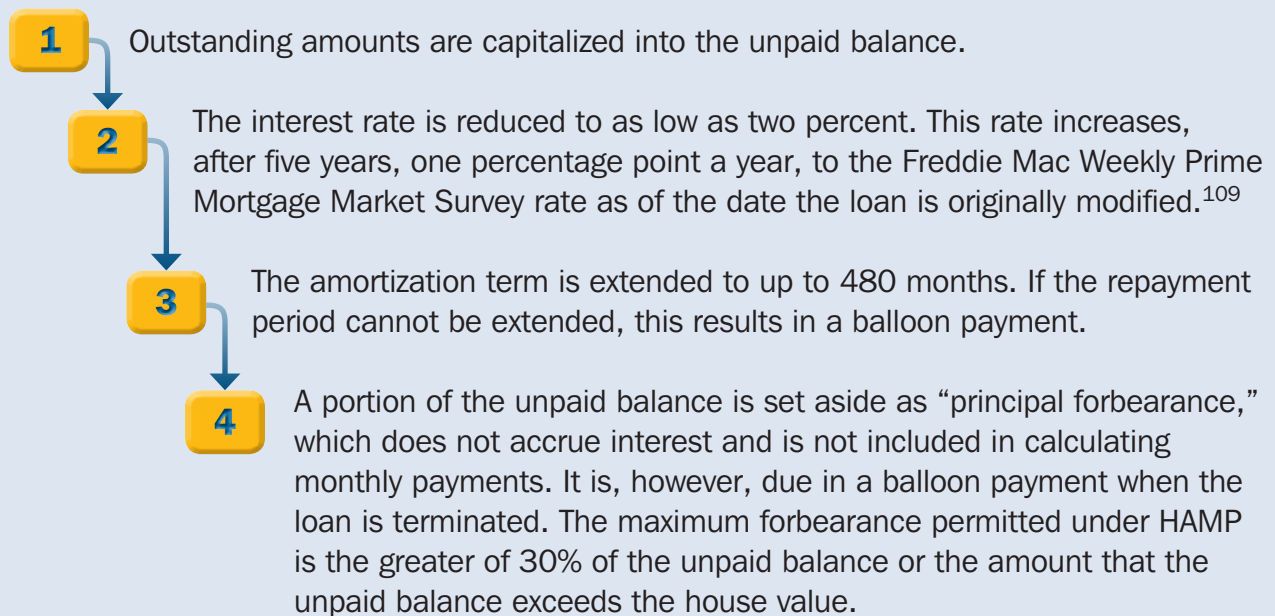 1 Outstanding amounts are capitalized into the unpaid balance.
2 The interest rate is reduced to as low as two percent. This rate increases,
after five years, one percentage point a year, to the Freddie Mac Weekly Prime
Mortgage Market Survey rate as of the date the loan is originally modified.109
3 The amortization term is extended to up to 480 months. If the repayment
period cannot be extended, this results in a balloon payment.
4 A portion of the unpaid balance is set aside as “principal forbearance,”
which does not accrue interest and is not included in calculating
monthly payments. It is, however, due in a balloon payment when the
loan is terminated. The maximum forbearance permitted under HAMP
is the greater of 30% of the unpaid balance or the amount that the
unpaid balance exceeds the house value.